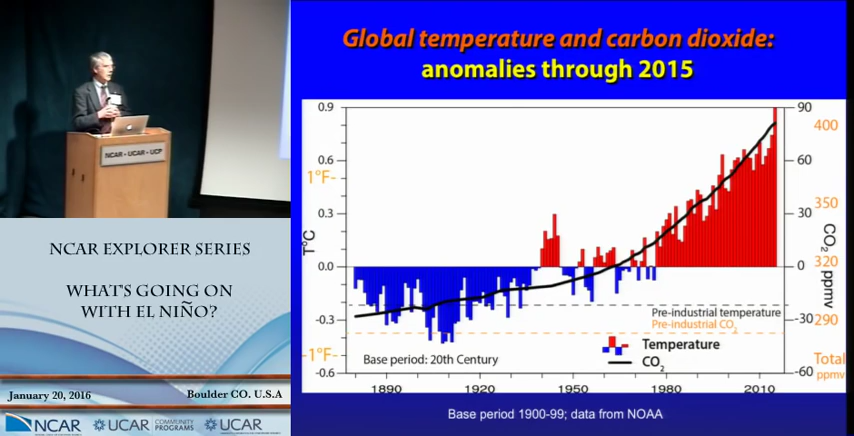 Global temperature and carbon dioxide:
anomalies through 2015
NCAR-UCAR-UCP
0.9
0.6
1°F-
0.3
0.0
-0.3
-1°F-
-0.6
T°C
90
400
60
350
30
0
320
-30
290
-60
CO2 ppmv
Total
ppmv
Pre-industrial temperature
Pre-industrial CO2
Temperature
CO2
Base period: 20th Century
1890 1920 1950 1980 2010
Base period 1900-99; data from NOAA
NCAR EXPLORER SERIES
WHAT'S GOING ON
WITH EL NIÑO?
January 20, 2016 Boulder CO. U.S.A
NCAR UCAR COMMUNITY PROGRAMS UCAR